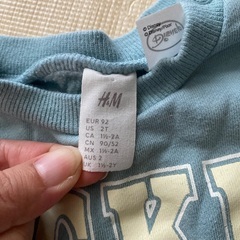 © Disney
Disney
H&M
EUR 92
US 2T
CA 1½-2A
CN 90/52
MX 1½-2A
AUS 2
UK 1½-2Y